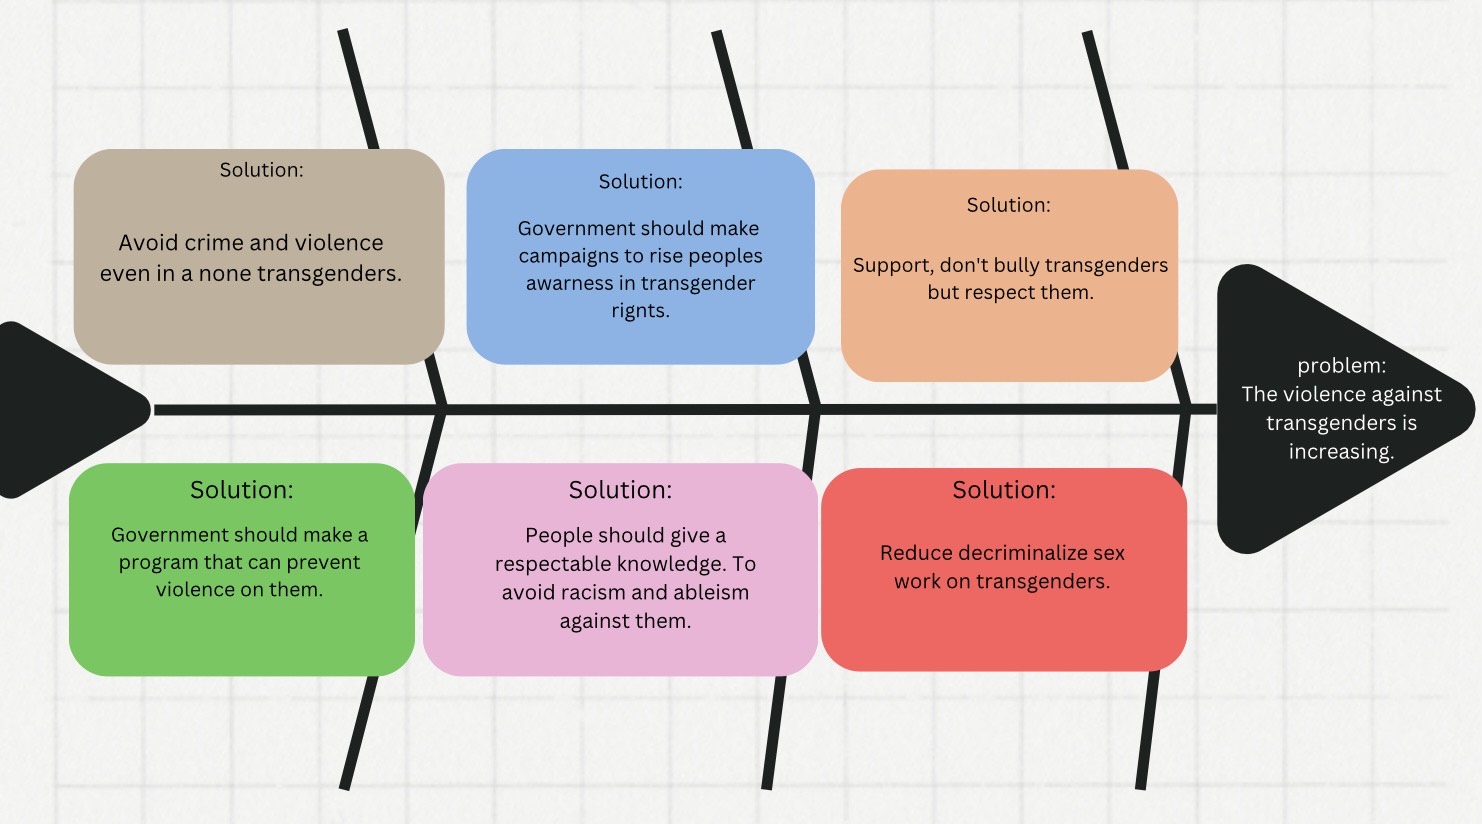 Solution:
Avoid crime and violence
even in a none transgenders.
Solution:
Government should make
campaigns to rise peoples
awarness in transgender
rignts.
Solution:
Support, don't bully transgenders
but respect them.
problem:
The violence against
transgenders is
increasing.
Solution:
Government should make a
program that can prevent
violence on them.
Solution:
People should give a
respectable knowledge. To
avoid racism and ableism
against them.
Solution:
Reduce decriminalize sex
work on transgenders.